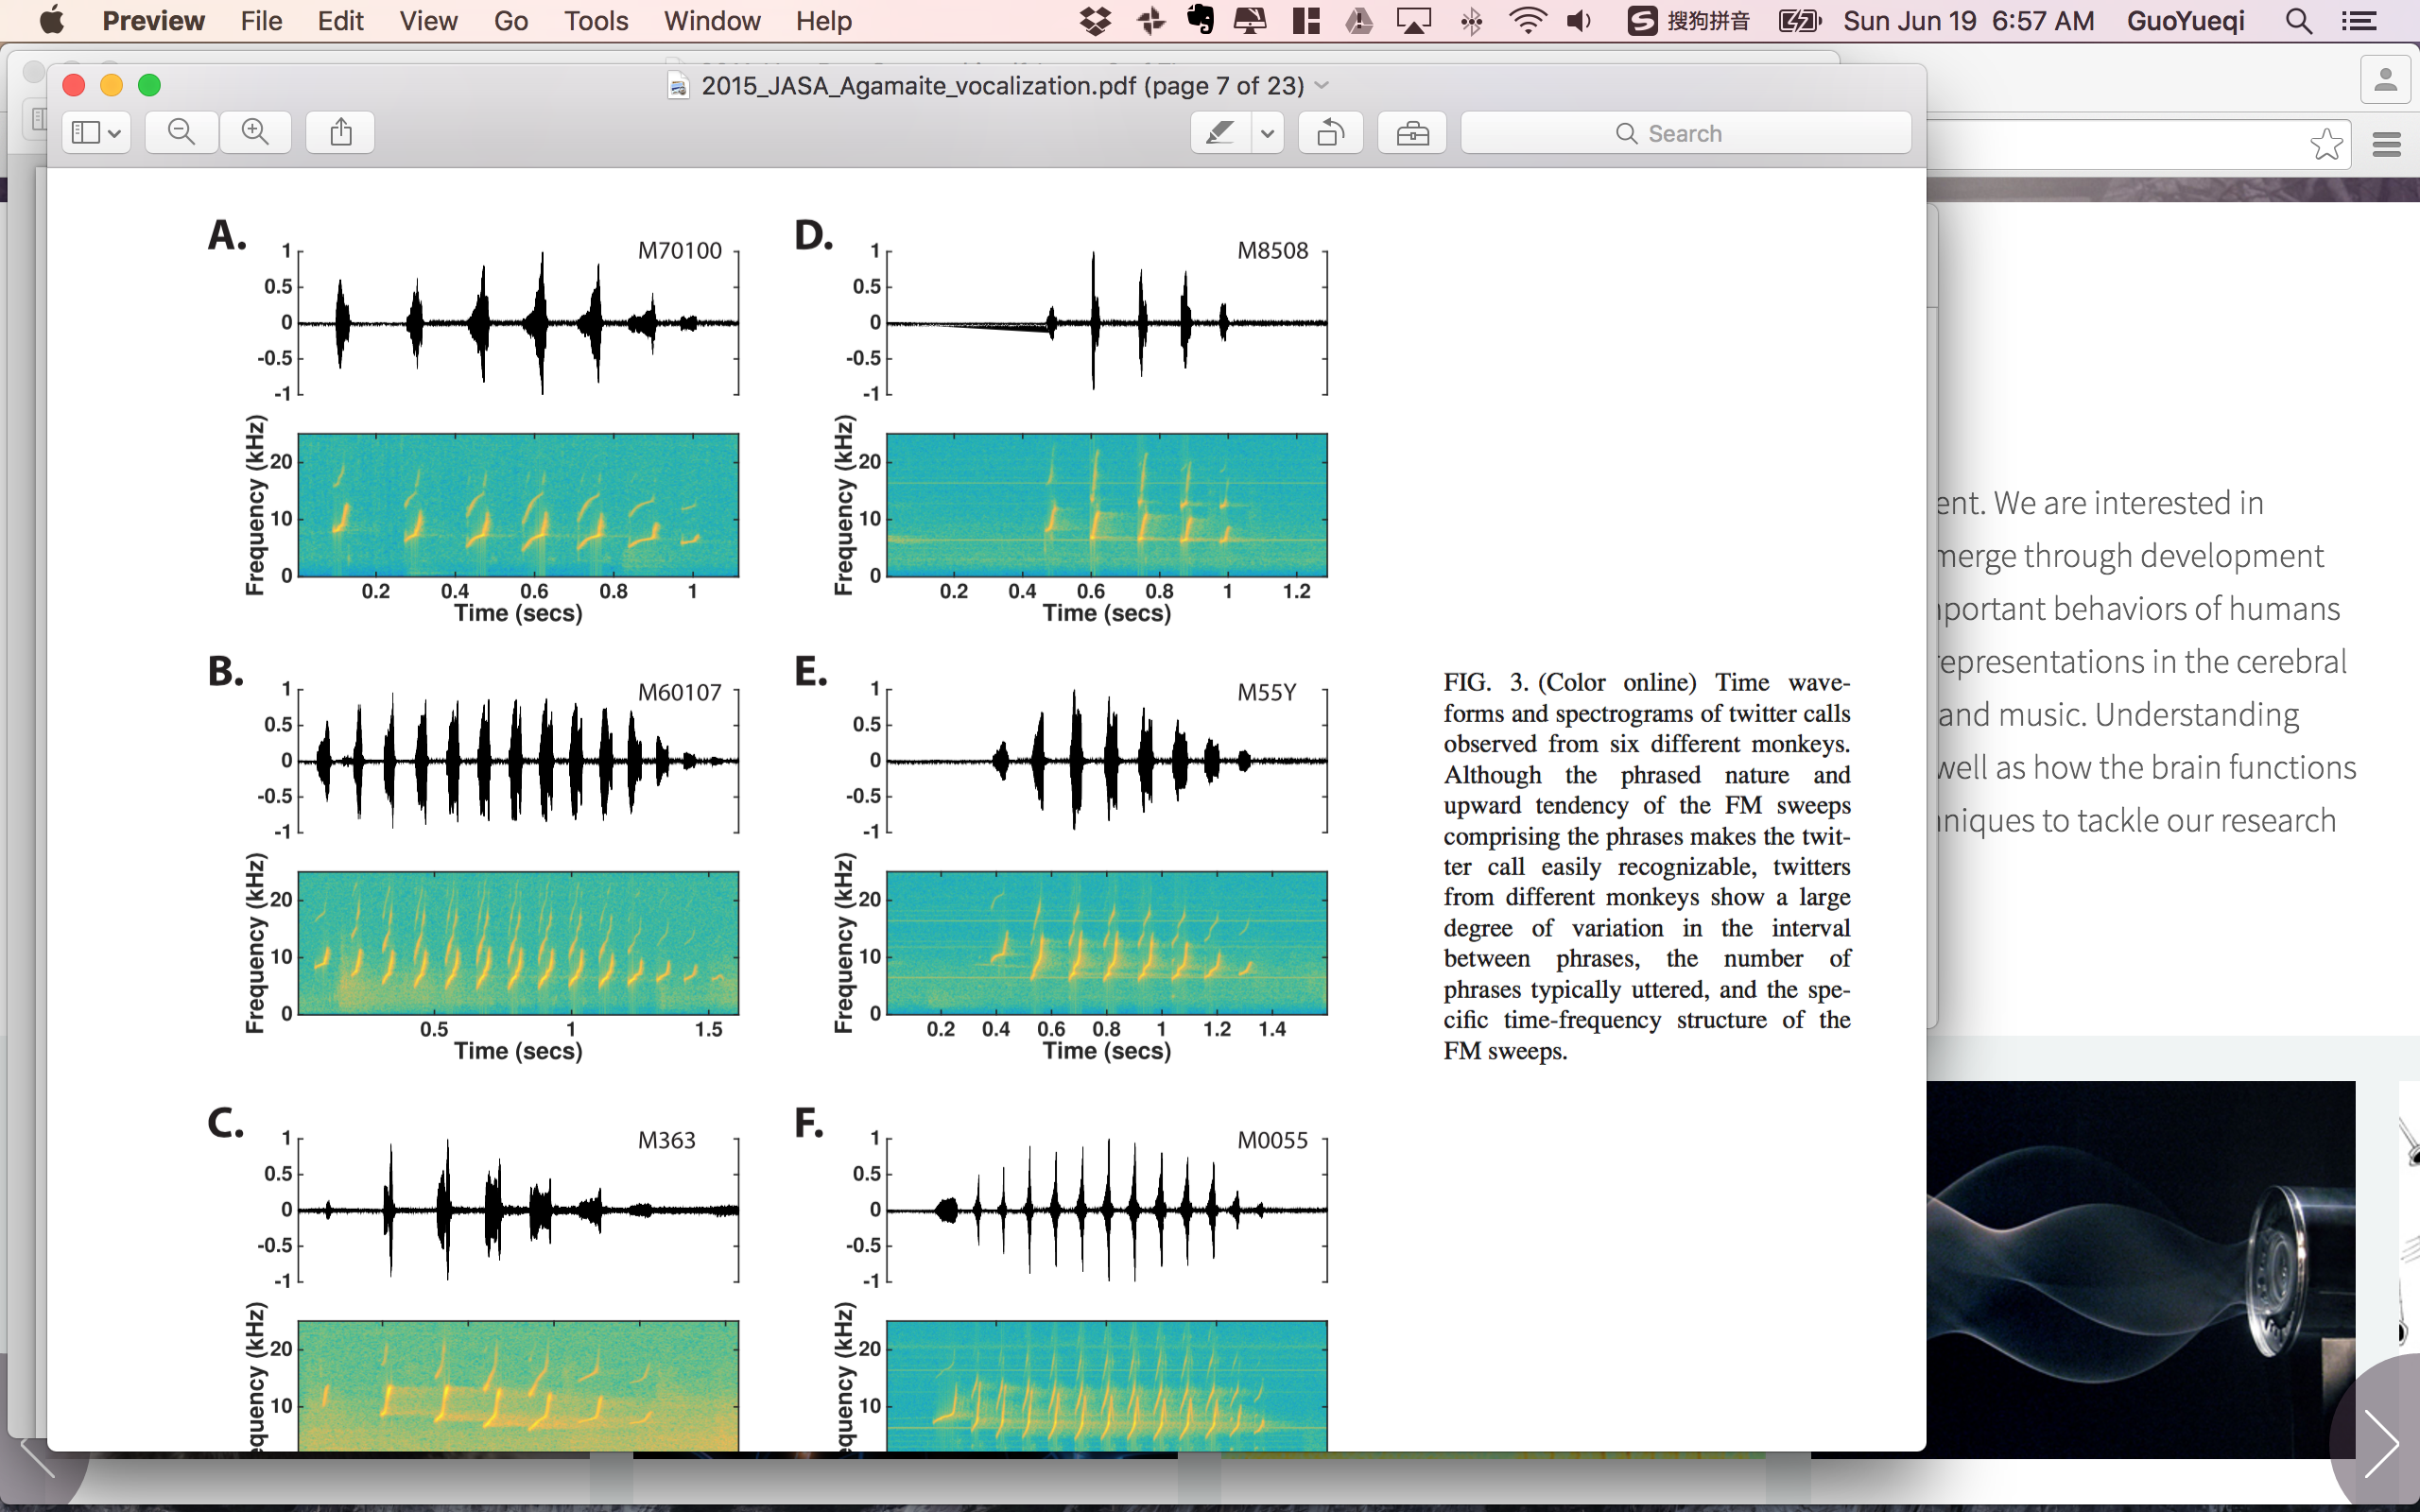 Preview File Edit View Go Tools Window Help 搜狗拼音 Sun Jun 19 6:57 AM GuoYueqi
2015_JASA_Agamaite_vocalization.pdf (page 7 of 23)
Search
A.
M70100
1
0.5
0
-0.5
-1
Frequency (kHz)
20
10
0
0.2 0.4 0.6 0.8 1
Time (secs)
D.
M8508
1
0.5
0
-0.5
-1
Frequency (kHz)
20
10
0
0.2 0.4 0.6 0.8 1 1.2
Time (secs)
B.
M60107
1
0.5
0
-0.5
-1
Frequency (kHz)
20
10
0
0.5 1 1.5
Time (secs)
E.
M55Y
1
0.5
0
-0.5
-1
Frequency (kHz)
20
10
0
0.2 0.4 0.6 0.8 1 1.2 1.4
Time (secs)
C.
M363
1
0.5
0
-0.5
-1
equency (kHz)
20
10
F.
M0055
1
0.5
0
-0.5
-1
equency (kHz)
20
10
FIG. 3. (Color online) Time wave-
forms and spectrograms of twitter calls
observed from six different monkeys.
Although the phrased nature and
upward tendency of the FM sweeps
comprising the phrases makes the twit-
ter call easily recognizable, twitters
from different monkeys show a large
degree of variation in the interval
between phrases, the number of
phrases typically uttered, and the spe-
cific time-frequency structure of the
FM sweeps.
ent. We are interested in
merge through development
portant behaviors of humans
epresentations in the cerebral
and music. Understanding
well as how the brain functions
niques to tackle our research